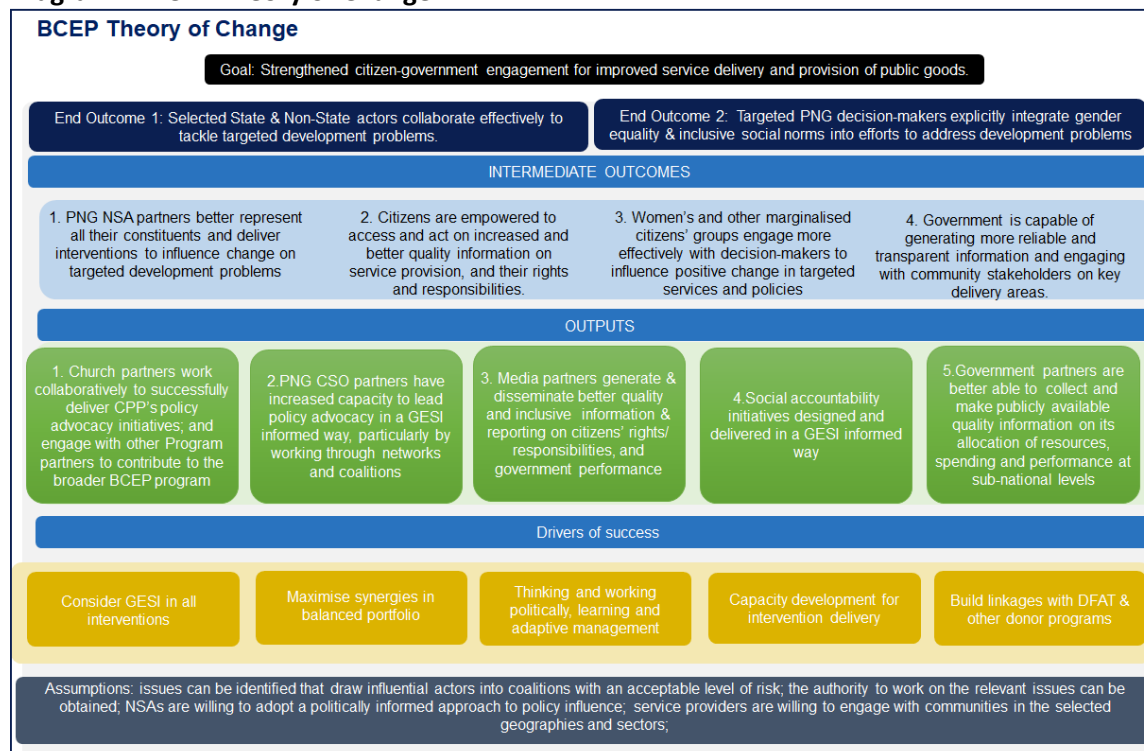 BCEP Theory of Change
Goal: Strengthened citizen-government engagement for improved service delivery and provision of public goods.
End Outcome 1: Selected State & Non-State actors collaborate effectively to
tackle targeted development problems.
End Outcome 2: Targeted PNG decision-makers explicitly integrate gender
equality & inclusive social norms into efforts to address development problems
INTERMEDIATE OUTCOMES
1. PNG NSA partners better represent
all their constituents and deliver
interventions to influence change on
targeted development problems
2. Citizens are empowered to
access and act on increased and
better quality information on
service provision, and their rights
and responsibilities.
3. Women's and other marginalised
citizens' groups engage more
effectively with decision-makers to
influence positive change in targeted
services and policies
4. Government is capable of
generating more reliable and
transparent information and engaging
with community stakeholders on key
delivery areas.
OUTPUTS
1. Church partners work
collaboratively to successfully
deliver CPP's policy
advocacy initiatives; and
engage with other Program
partners to contribute to the
broader BCEP program
2.PNG CSO partners have
increased capacity to lead
policy advocacy in a GESI
informed way, particularly by
working through networks
and coalitions
3. Media partners generate &
disseminate better quality
and inclusive information &
reporting on citizens' rights/
responsibilities, and
government performance
4.Social accountability
initiatives designed and
delivered in a GESI informed
way
5.Government partners are
better able to collect and
make publicly available
quality information on its
allocation of resources,
spending and performance at
sub-national levels
Drivers of success
Consider GESI in all
interventions
Maximise synergies in
balanced portfolio
Thinking and working
politically, learning and
adaptive management
Capacity development for
intervention delivery
Build linkages with DFAT &
other donor programs
Assumptions: issues can be identified that draw influential actors into coalitions with an acceptable level of risk; the authority to work on the relevant issues can be
obtained; NSAs are willing to adopt a politically informed approach to policy influence; service providers are willing to engage with communities in the selected
geographies and sectors;